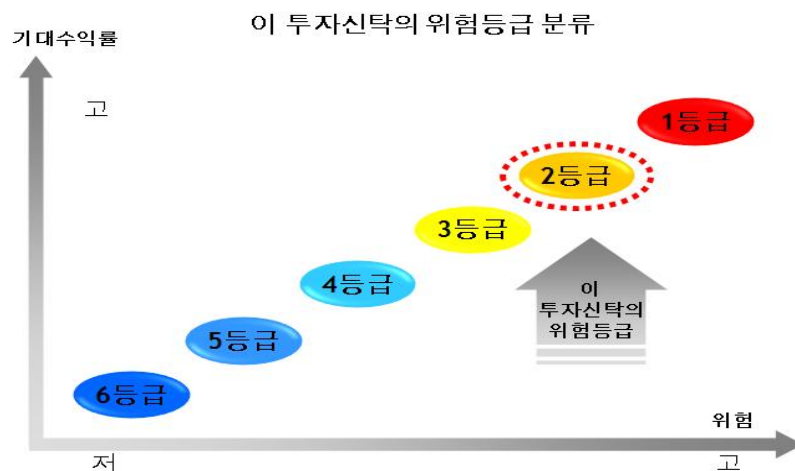 이 투자신탁의 위험등급 분류
기대수익률
고
1등급
2등급
3등급
4등급
5등급
6등급
이
투자신탁의
위험등급
위험
저
고